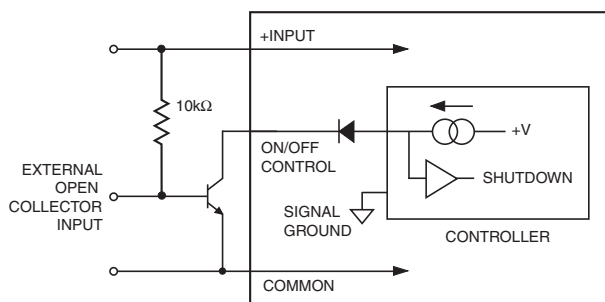 +INPUT
10kΩ
+V
ON/OFF
CONTROL
EXTERNAL
OPEN
COLLECTOR
INPUT
SHUTDOWN
SIGNAL
GROUND
CONTROLLER
COMMON